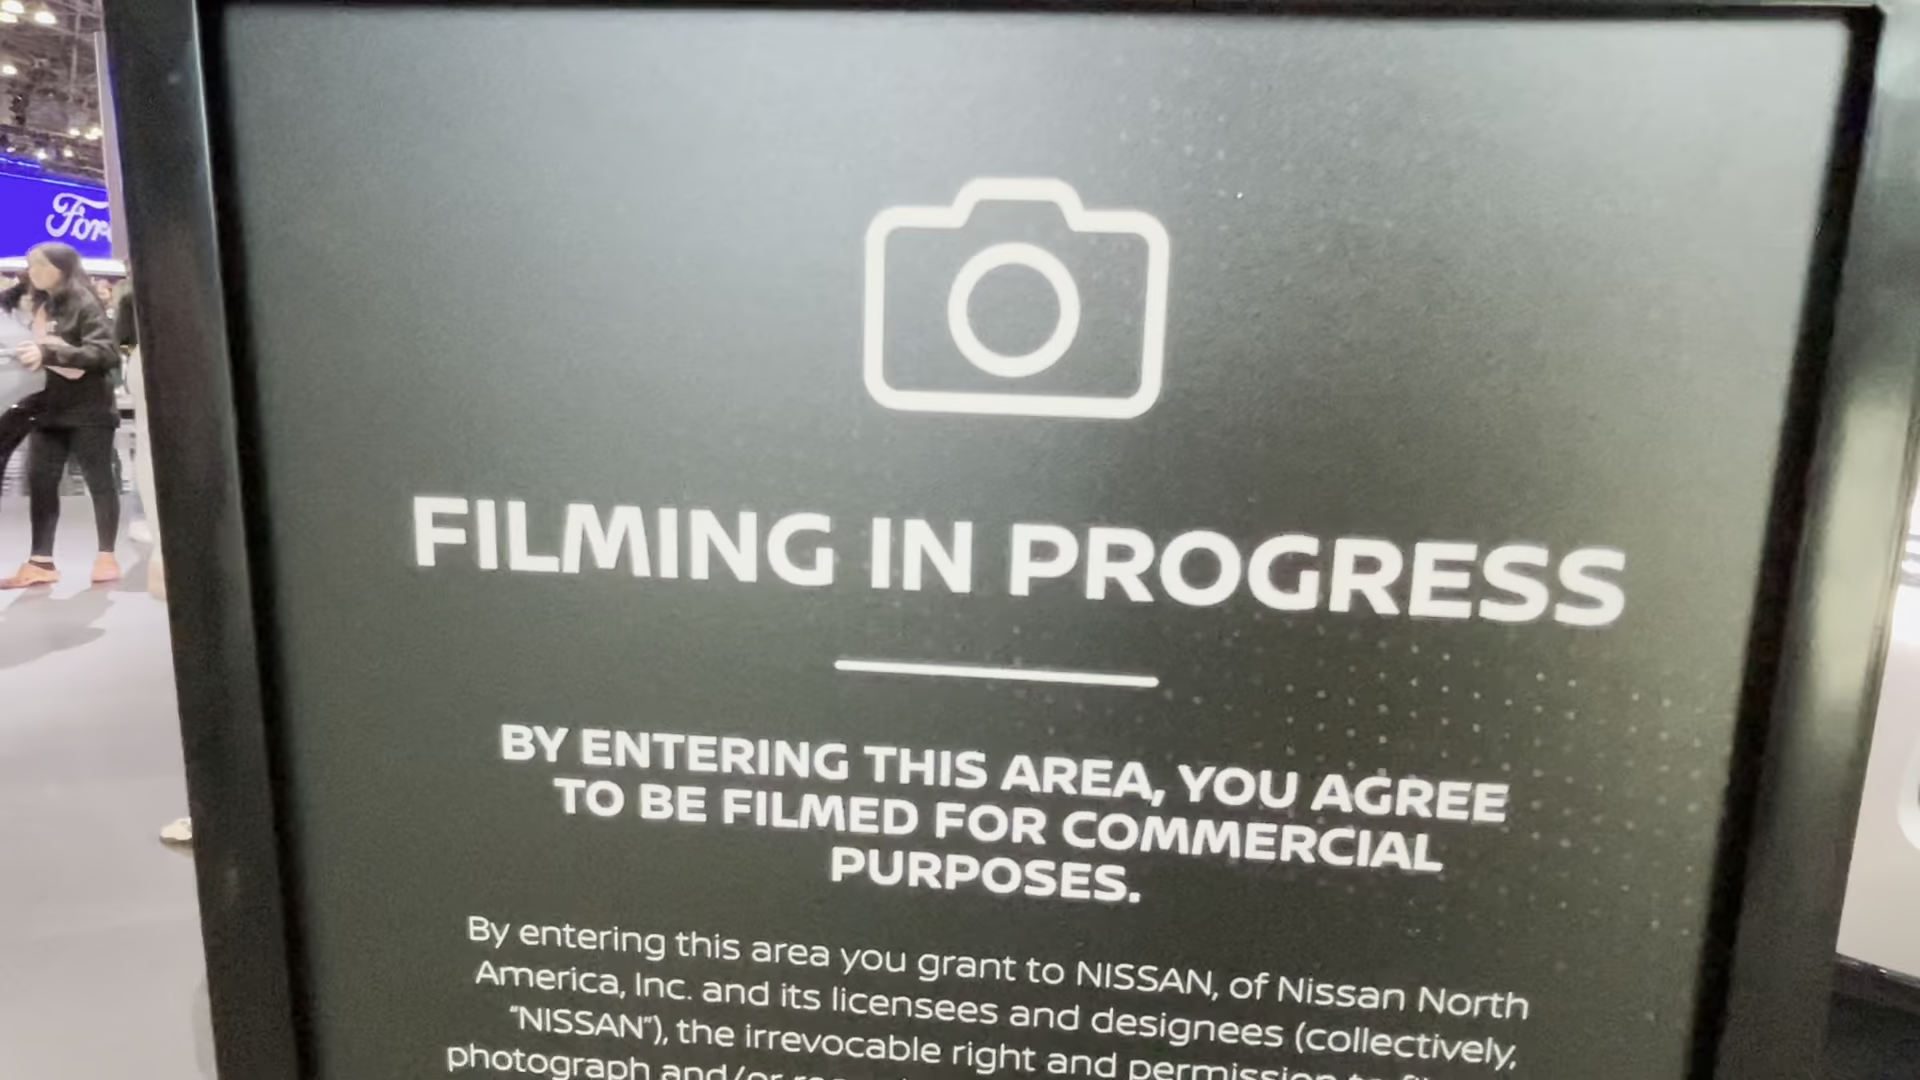 Ford
FILMING IN PROGRESS
BY ENTERING THIS AREA, YOU AGREE
TO BE FILMED FOR COMMERCIAL
PURPOSES.
By entering this area you grant to NISSAN, of Nissan North
America, Inc. and its licensees and designees (collectively,
"NISSAN"), the irrevocable right and permission to
photograph and/or